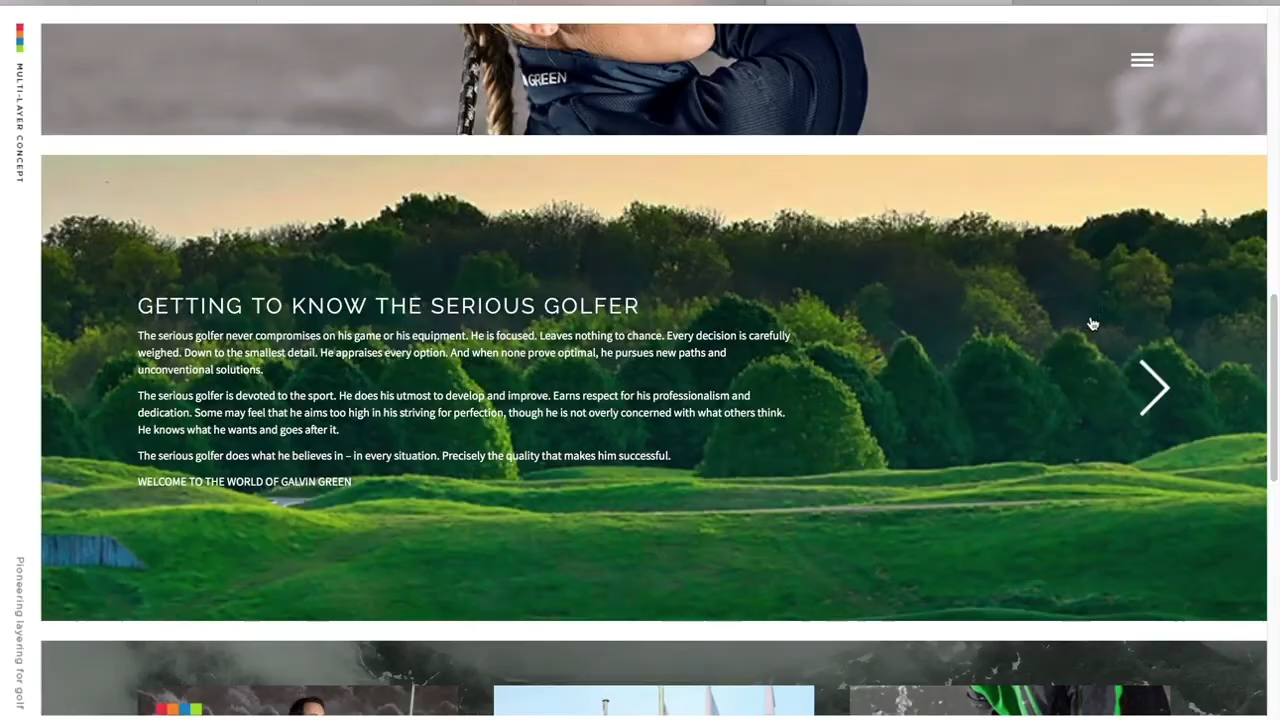 MULTI-LAYER CONCEPT
GREEN
GETTING TO KNOW THE SERIOUS GOLFER
The serious golfer never compromises on his game or his equipment. He is focused. Leaves nothing to chance. Every decision is carefully
weighed. Down to the smallest detail. He appraises every option. And when none prove optimal, he pursues new paths and
unconventional solutions.
The serious golfer is devoted to the sport. He does his utmost to develop and improve. Earns respect for his professionalism and
dedication. Some may feel that he aims too high in his striving for perfection, though he is not overly concerned with what others think.
He knows what he wants and goes after it.
The serious golfer does what he believes in – in every situation. Precisely the quality that makes him successful.
WELCOME TO THE WORLD OF GALVIN GREEN
Pioneering layering for golf